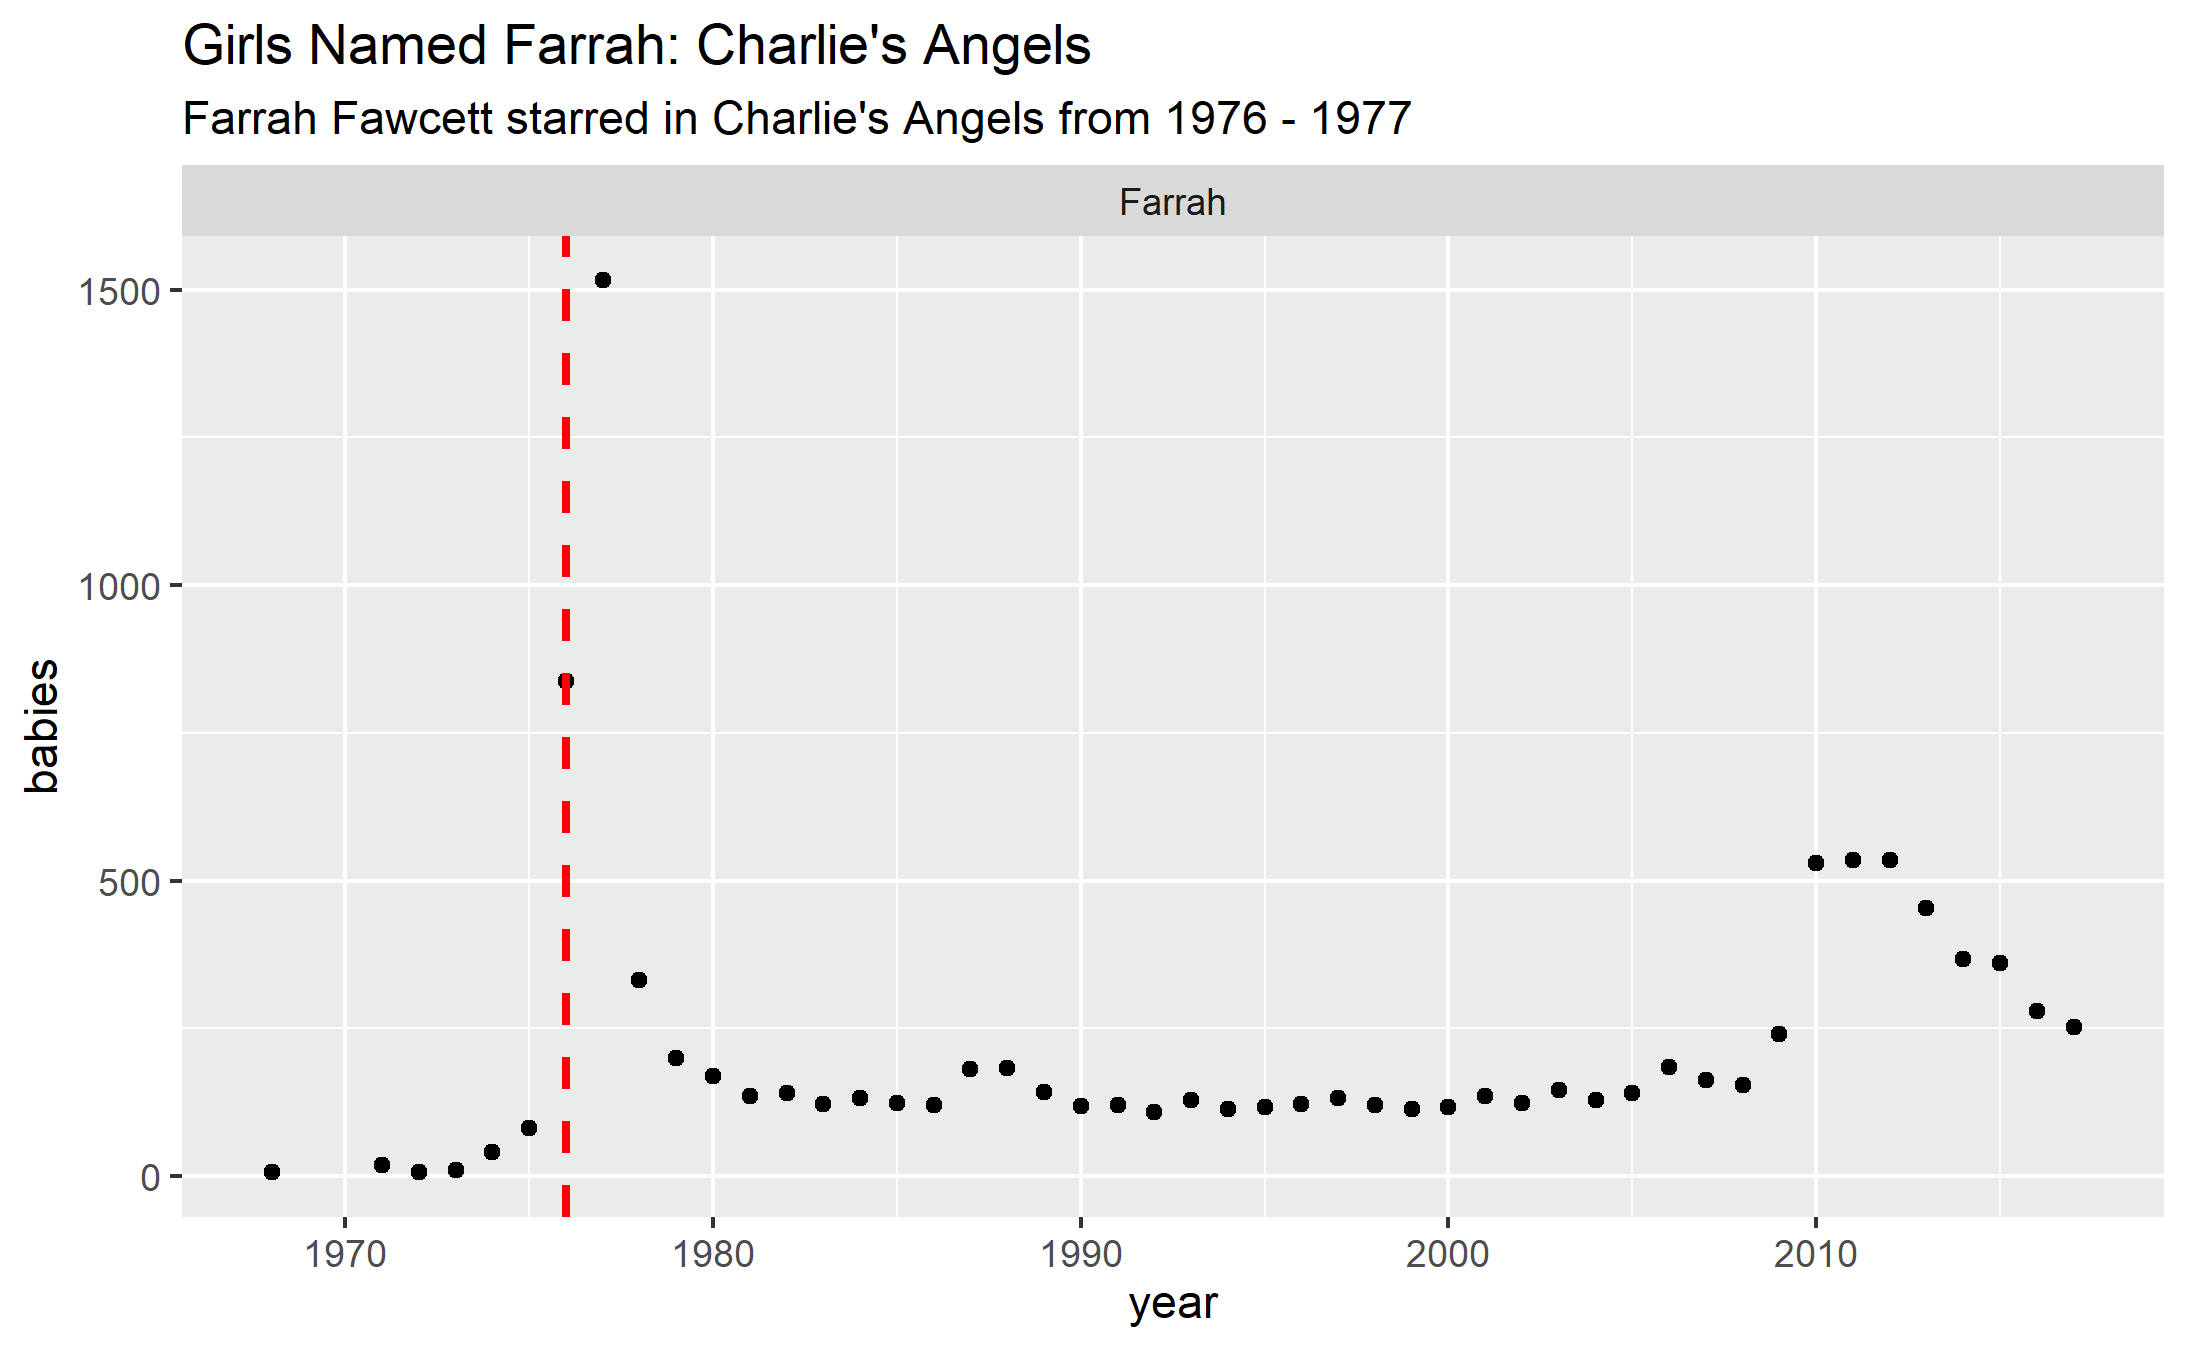 Girls Named Farrah: Charlie's Angels
Farrah Fawcett starred in Charlie's Angels from 1976 - 1977
Farrah
1500
1000
500
0
babies
1970 1980 1990 2000 2010
year